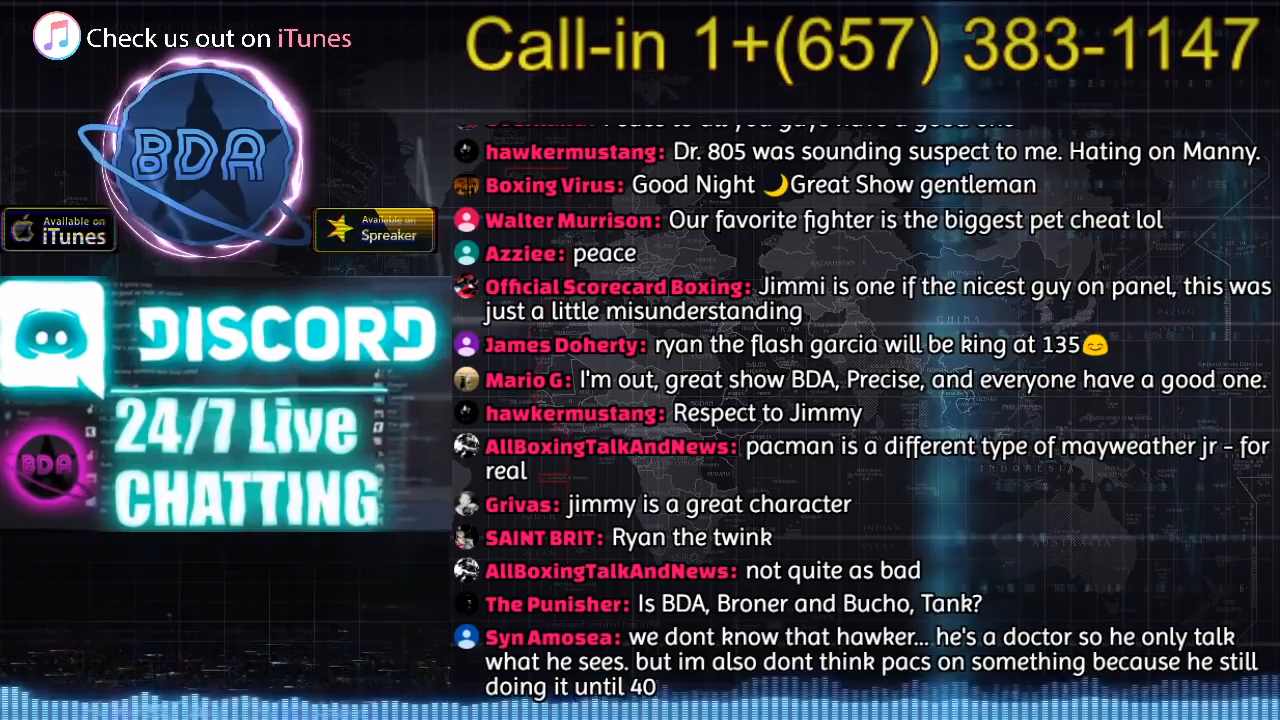 Check us out on iTunes
Call-in 1+(657) 383-1147
BDA
Available on
iTunes
Available on
Spreaker
DISCORD
24/7 Live
CHATTING
BDA
hawkermustang: Dr. 805 was sounding suspect to me. Hating on Manny.
Boxing Virus: Good Night 🌙Great Show gentleman
Walter Murrison: Our favorite fighter is the biggest pet cheat lol
Azziee: peace
Official Scorecard Boxing: Jimmi is one if the nicest guy on panel, this was
just a little misunderstanding
James Doherty: ryan the flash garcia will be king at 135😊
Mario G: I'm out, great show BDA, Precise, and everyone have a good one.
hawkermustang: Respect to Jimmy
AllBoxingTalkAndNews: pacman is a different type of mayweather jr - for
real
Grivas: jimmy is a great character
SAINT BRIT: Ryan the twink
AllBoxingTalkAndNews: not quite as bad
The Punisher: Is BDA, Broner and Bucho, Tank?
Syn Amosea: we dont know that hawker... he's a doctor so he only talk
what he sees. but im also dont think pacs on something because he still
doing it until 40